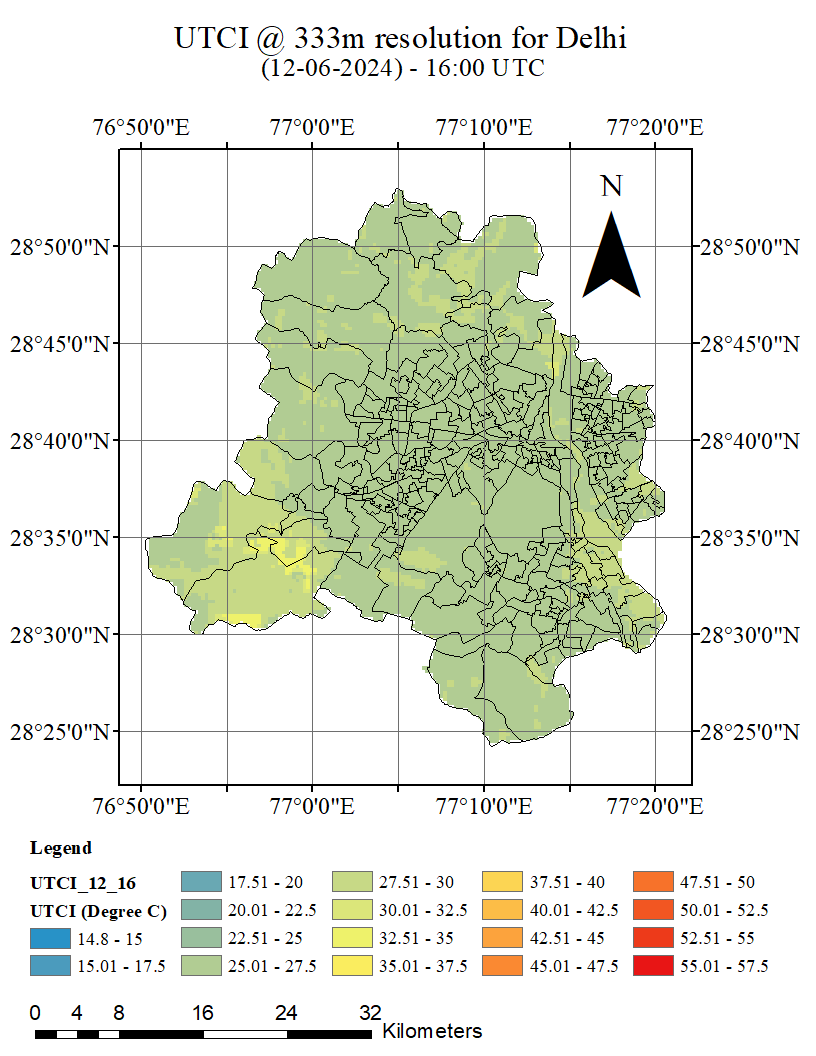 UTCI @ 333m resolution for Delhi
(12-06-2024) - 16:00 UTC
76°50'0"E 77°0'0"E 77°10'0"E 77°20'0"E
N
28°50'0"N 28°50'0"N
28°45'0"N 28°45'0"N
28°40'0"N 28°40'0"N
28°35'0"N 28°35'0"N
28°30'0"N 28°30'0"N
28°25'0"N 28°25'0"N
76°50'0"E 77°0'0"E 77°10'0"E 77°20'0"E
Legend
UTCI_12_16 17.51 - 20 27.51 - 30 37.51 - 40 47.51 - 50
UTCI (Degree C) 20.01 - 22.5 30.01 - 32.5 40.01 - 42.5 50.01 - 52.5
14.8 - 15 22.51 - 25 32.51 - 35 42.51 - 45 52.51 - 55
15.01 - 17.5 25.01 - 27.5 35.01 - 37.5 45.01 - 47.5 55.01 - 57.5
0 4 8 16 24 32
Kilometers